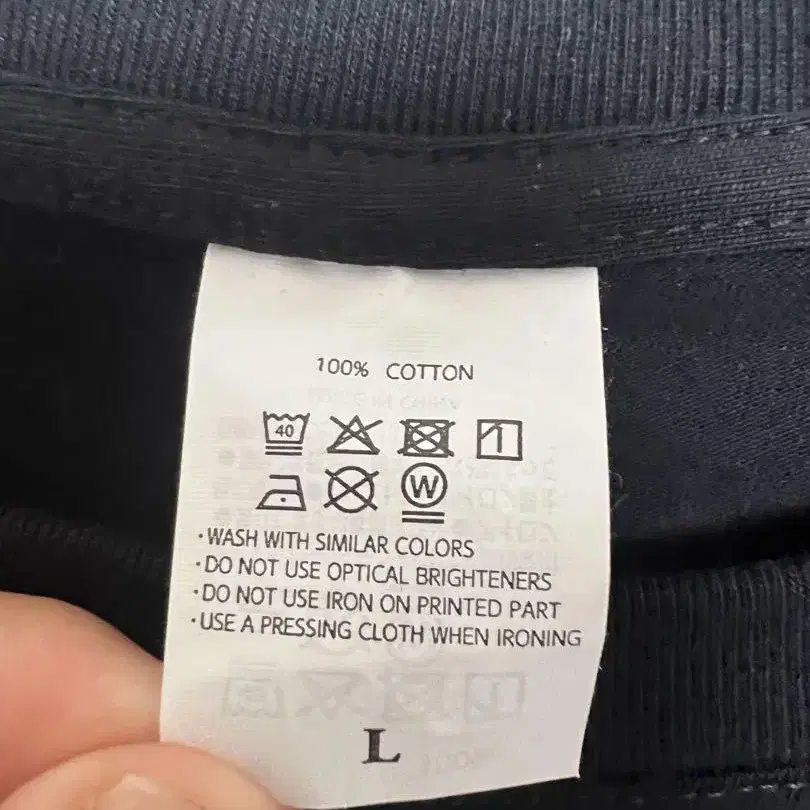 100% COTTON
40
W
·WASH WITH SIMILAR COLORS
·DO NOT USE OPTICAL BRIGHTENERS
·DO NOT USE IRON ON PRINTED PART
·USE A PRESSING CLOTH WHEN IRONING
L